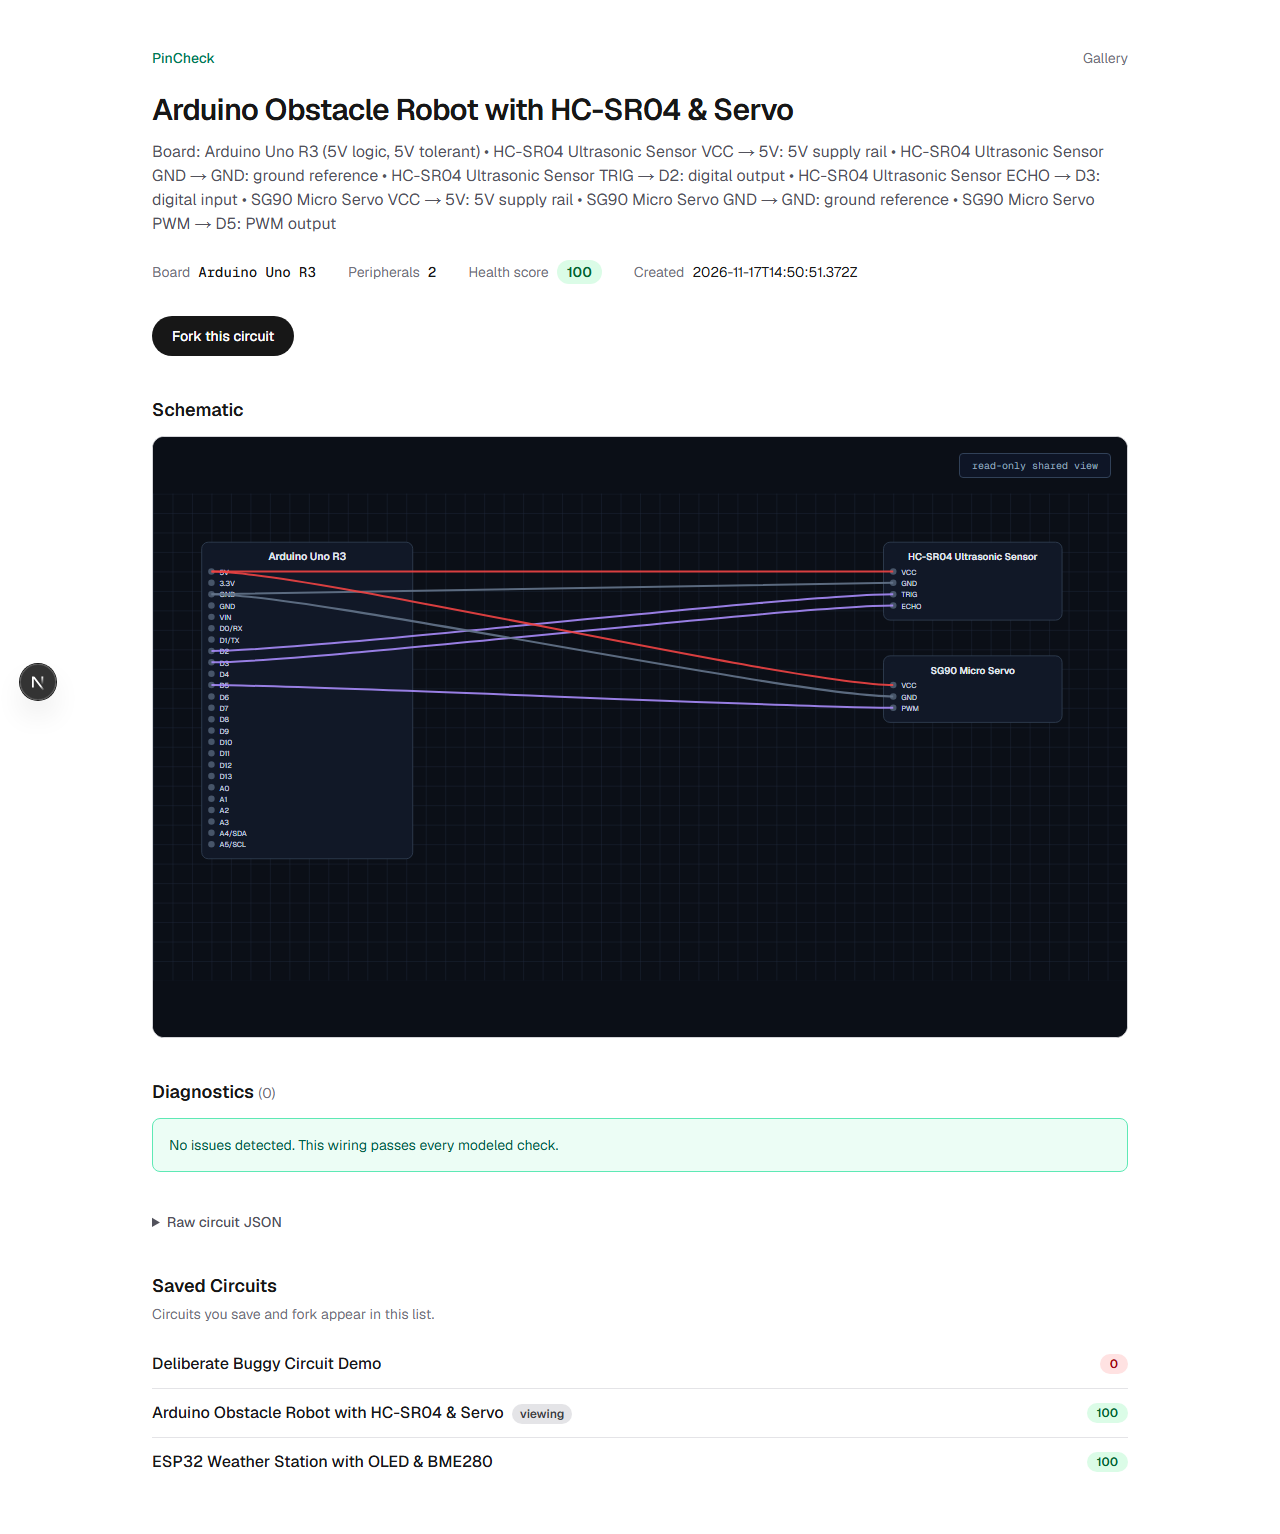 PinCheck
Gallery
Arduino Obstacle Robot with HC-SR04 & Servo
Board: Arduino Uno R3 (5V logic, 5V tolerant) • HC-SR04 Ultrasonic Sensor VCC → 5V: 5V supply rail • HC-SR04 Ultrasonic Sensor
GND → GND: ground reference • HC-SR04 Ultrasonic Sensor TRIG → D2: digital output • HC-SR04 Ultrasonic Sensor ECHO → D3:
digital input • SG90 Micro Servo VCC → 5V: 5V supply rail • SG90 Micro Servo GND → GND: ground reference • SG90 Micro Servo
PWM → D5: PWM output
Board Arduino Uno R3 Peripherals 2 Health score 100 Created 2026-11-17T14:50:51.372Z
Fork this circuit
Schematic
read-only shared view
Arduino Uno R3
5V
3.3V
GND
GND
VIN
D0/RX
D1/TX
D2
D3
D4
D5
D6
D7
D8
D9
D10
D11
D12
D13
A0
A1
A2
A3
A4/SDA
A5/SCL
HC-SR04 Ultrasonic Sensor
VCC
GND
TRIG
ECHO
SG90 Micro Servo
VCC
GND
PWM
N
Diagnostics (0)
No issues detected. This wiring passes every modeled check.
Raw circuit JSON
Saved Circuits
Circuits you save and fork appear in this list.
Deliberate Buggy Circuit Demo 0
Arduino Obstacle Robot with HC-SR04 & Servo viewing 100
ESP32 Weather Station with OLED & BME280 100